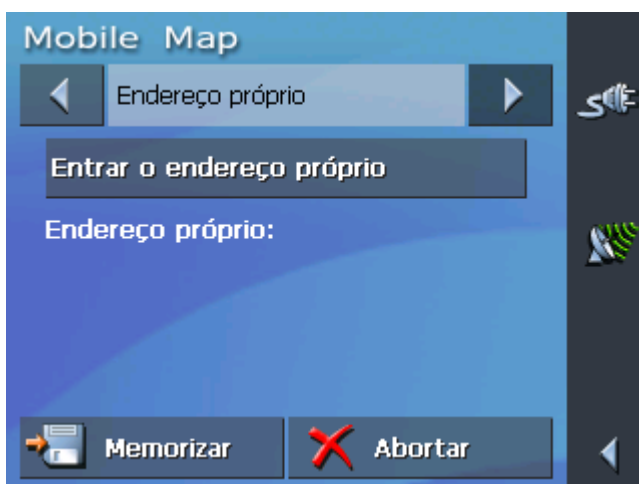 Mobile Map
Endereço próprio
Entrar o endereço próprio
Endereço próprio:
Memorizar
Abortar